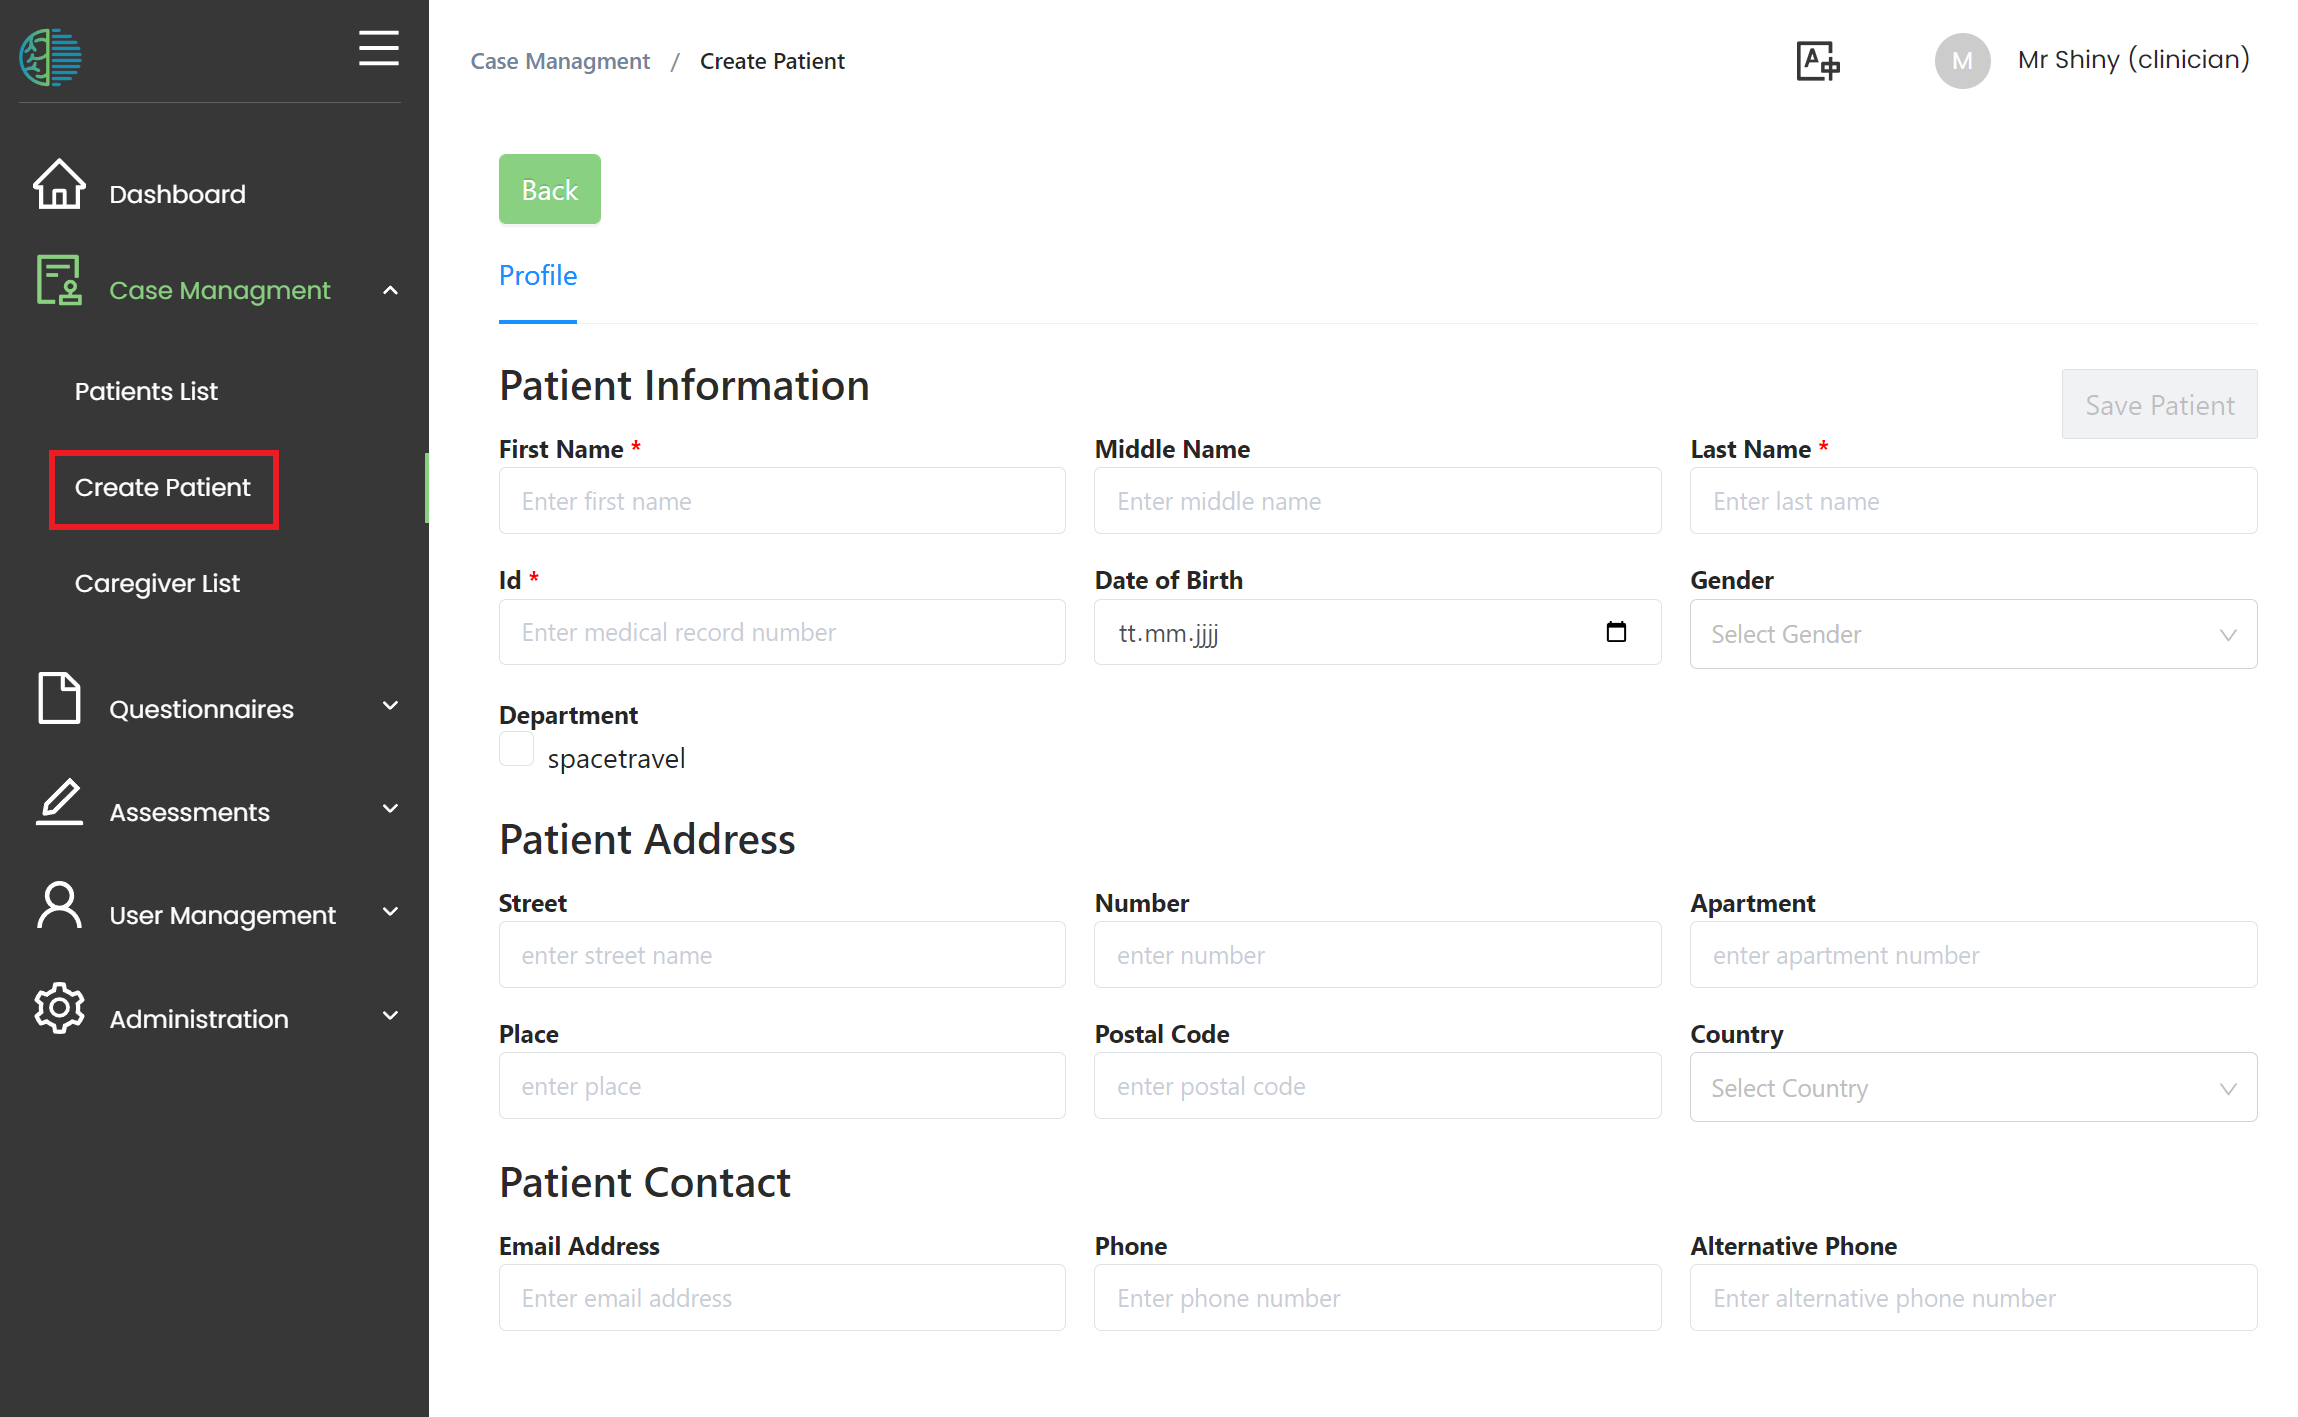 Case Managment / Create Patient
M Mr Shiny (clinician)
Dashboard
Case Managment
Patients List
Create Patient
Caregiver List
Questionnaires
Assessments
User Management
Administration
Back
Profile
Patient Information
Save Patient
First Name * Middle Name Last Name *
Enter first name Enter middle name Enter last name
Id * Date of Birth Gender
Enter medical record number tt.mm.jjjj Select Gender
Department
spacetravel
Patient Address
Street Number Apartment
enter street name enter number enter apartment number
Place Postal Code Country
enter place enter postal code Select Country
Patient Contact
Email Address Phone Alternative Phone
Enter email address Enter phone number Enter alternative phone number